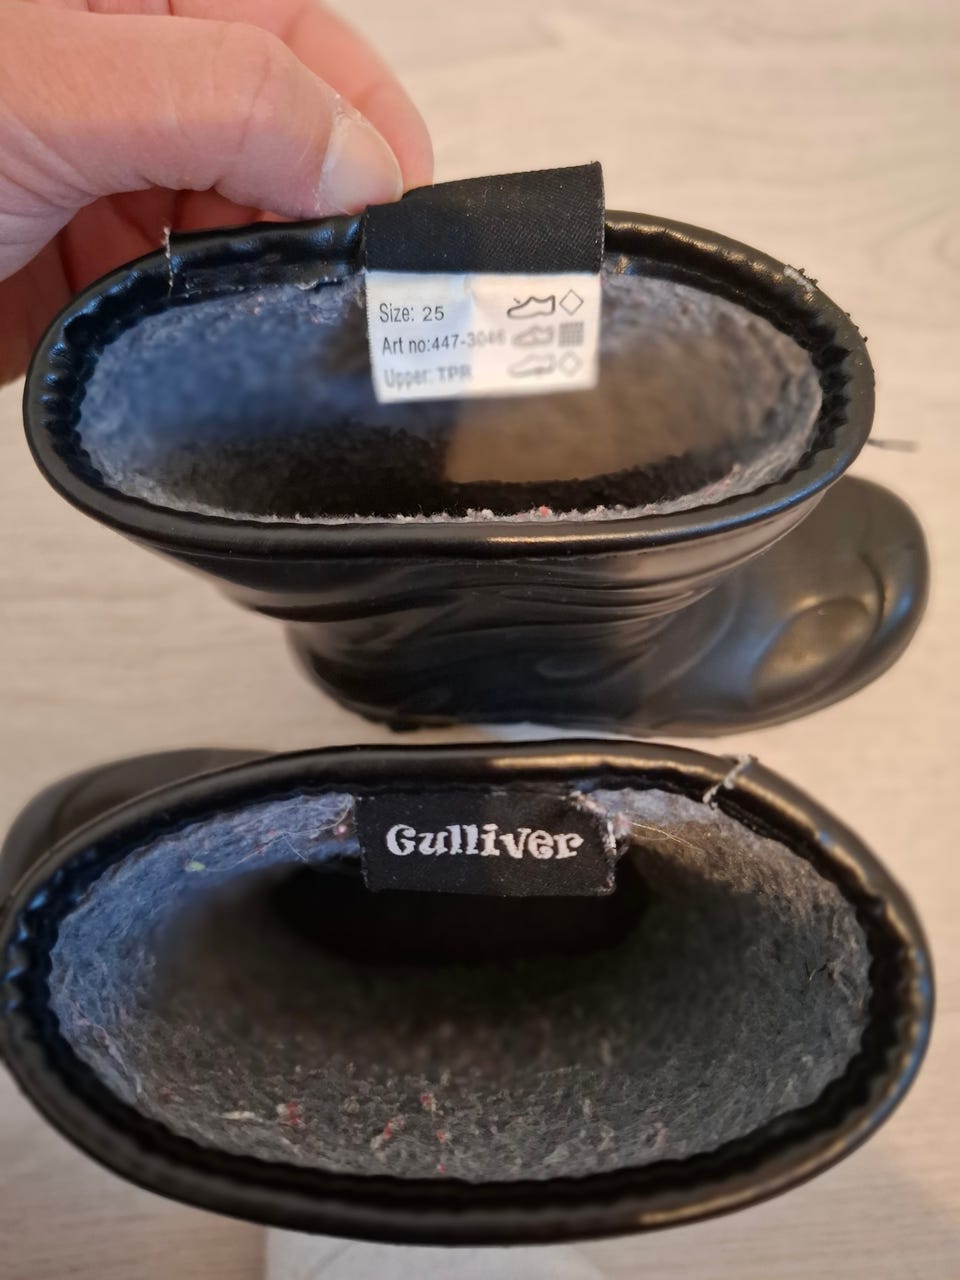 Size: 25
Art no:447-3046
Upper: TPR
Gulliver